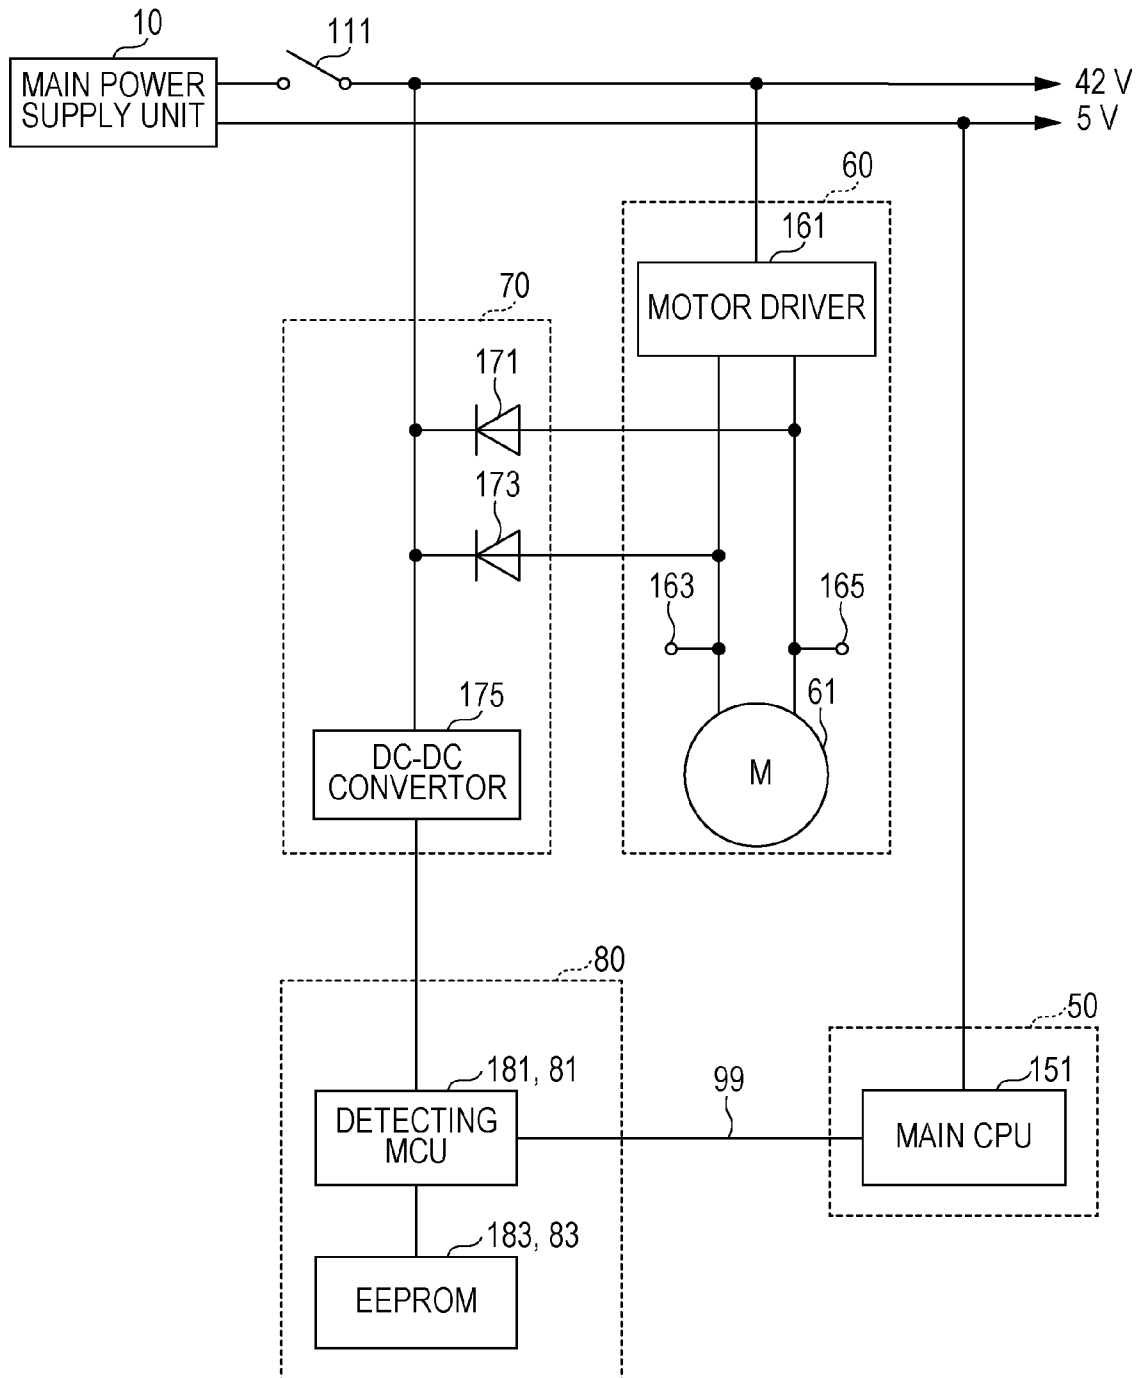 10
111
MAIN POWER
SUPPLY UNIT
42 V
5 V
60
161
MOTOR DRIVER
70
171
173
163
165
61
M
175
DC-DC
CONVERTOR
80
50
181, 81
DETECTING
MCU
99
151
MAIN CPU
183, 83
EEPROM